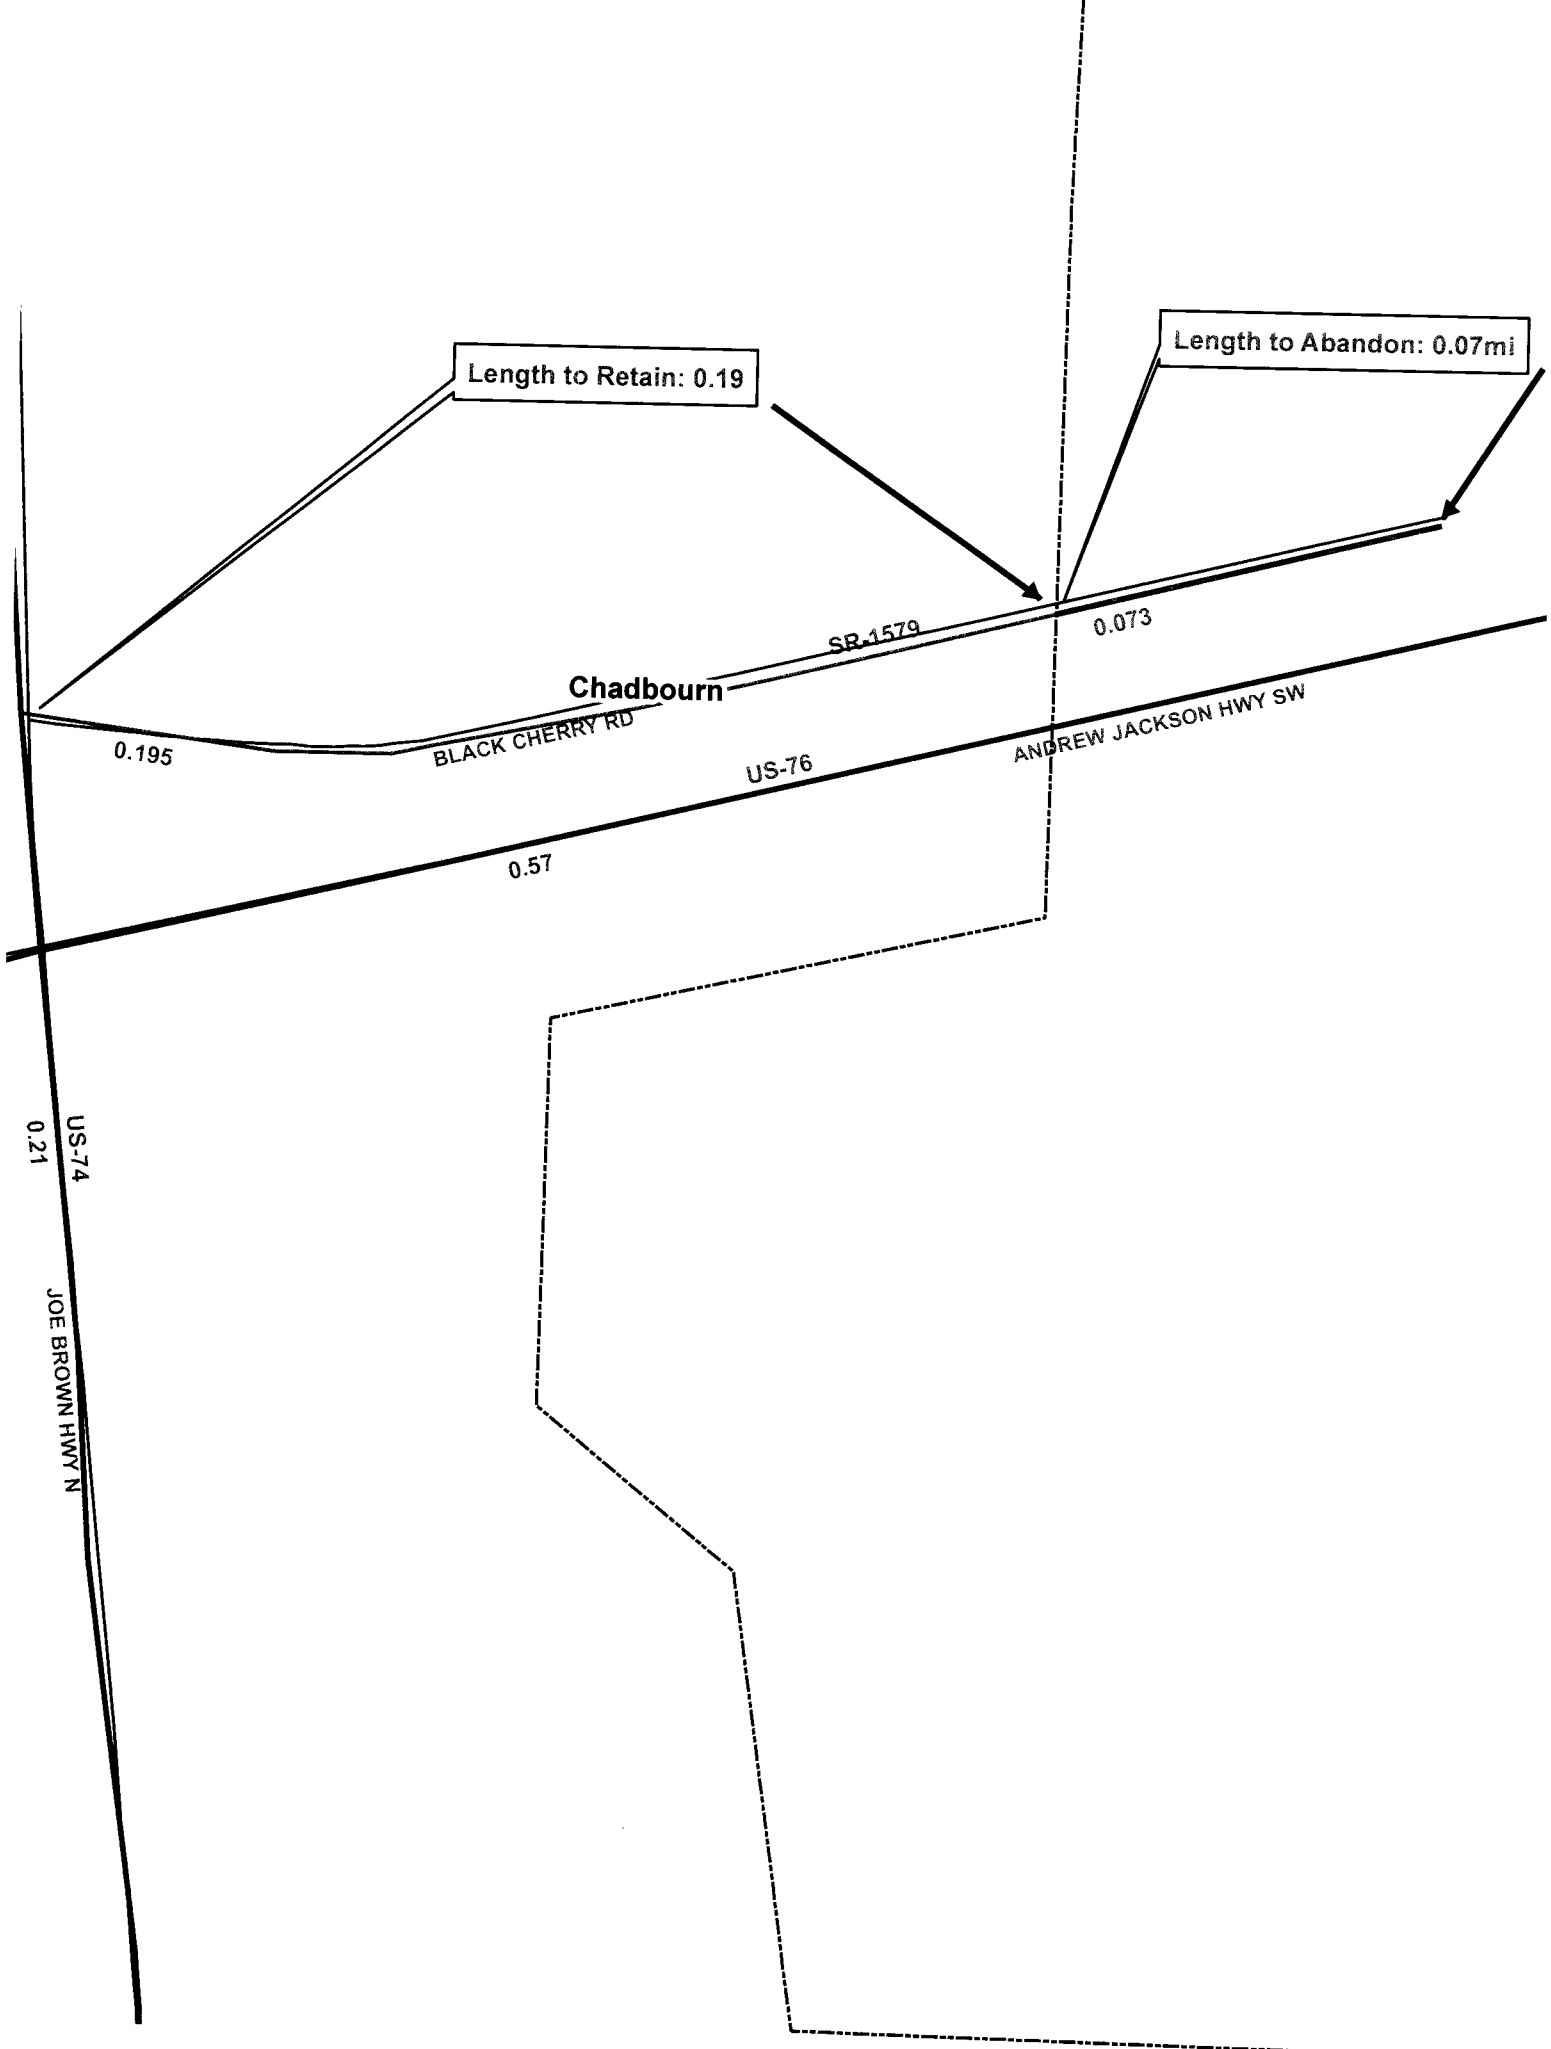 Length to Abandon: 0.07mi
Length to Retain: 0.19
SR-1579
0.073
Chadbourn
BLACK CHERRY RD
0.195
ANDREW JACKSON HWY SW
US-76
0.57
US-74
0.21
JOE BROWN HWY N